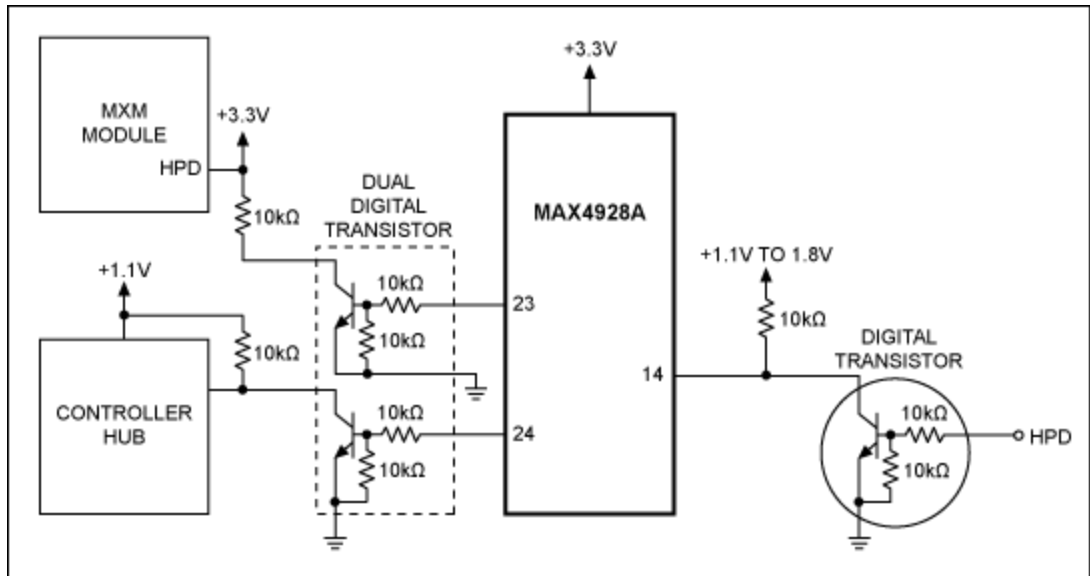 MXM
MODULE
HPD
+3.3V
10kΩ
DUAL
DIGITAL
TRANSISTOR
+1.1V
10kΩ
CONTROLLER
HUB
10kΩ
10kΩ
10kΩ
10kΩ
+3.3V
MAX4928A
23
24
14
+1.1V TO 1.8V
10kΩ
DIGITAL
TRANSISTOR
10kΩ
10kΩ
HPD